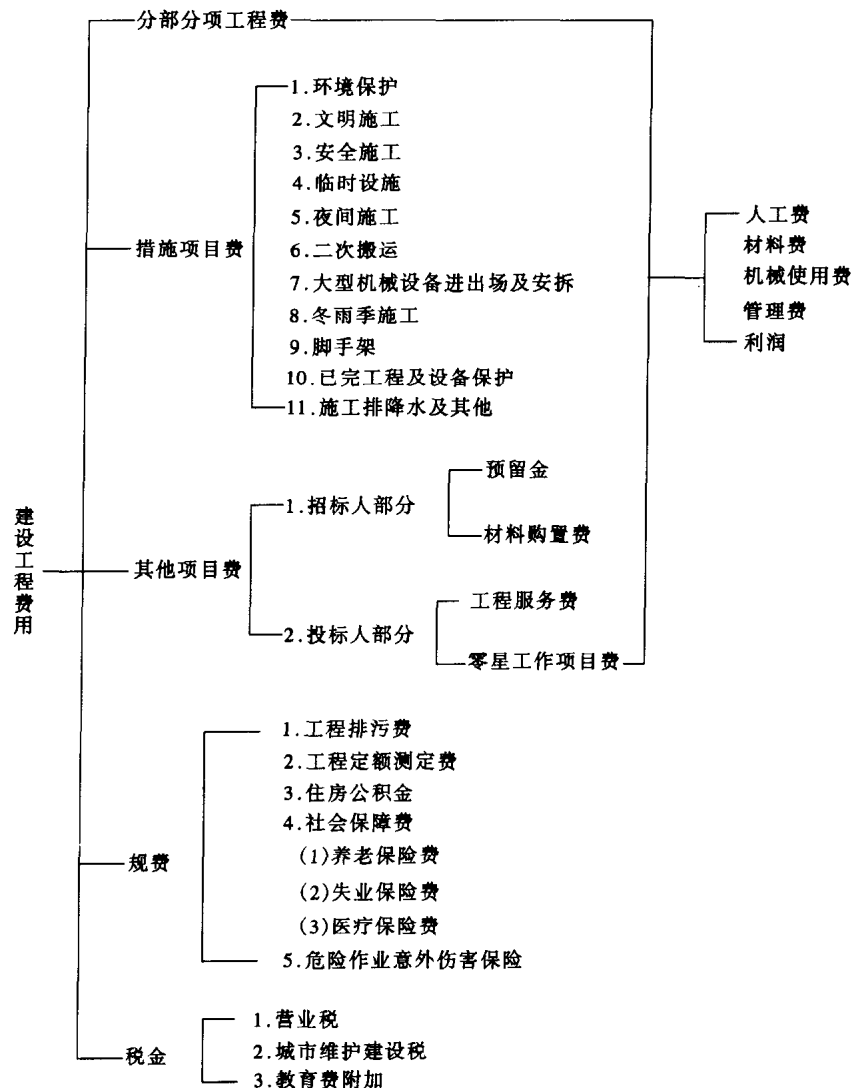 建设工程费用
分部分项工程费
措施项目费
1.环境保护
2.文明施工
3.安全施工
4.临时设施
5.夜间施工
6.二次搬运
7.大型机械设备进出场及安拆
8.冬雨季施工
9.脚手架
10.已完工程及设备保护
11.施工排降水及其他
人工费
材料费
机械使用费
管理费
利润
其他项目费
1.招标人部分
预留金
材料购置费
2.投标人部分
工程服务费
零星工作项目费
规费
1.工程排污费
2.工程定额测定费
3.住房公积金
4.社会保障费
(1)养老保险费
(2)失业保险费
(3)医疗保险费
5.危险作业意外伤害保险
税金
1.营业税
2.城市维护建设税
3.教育费附加